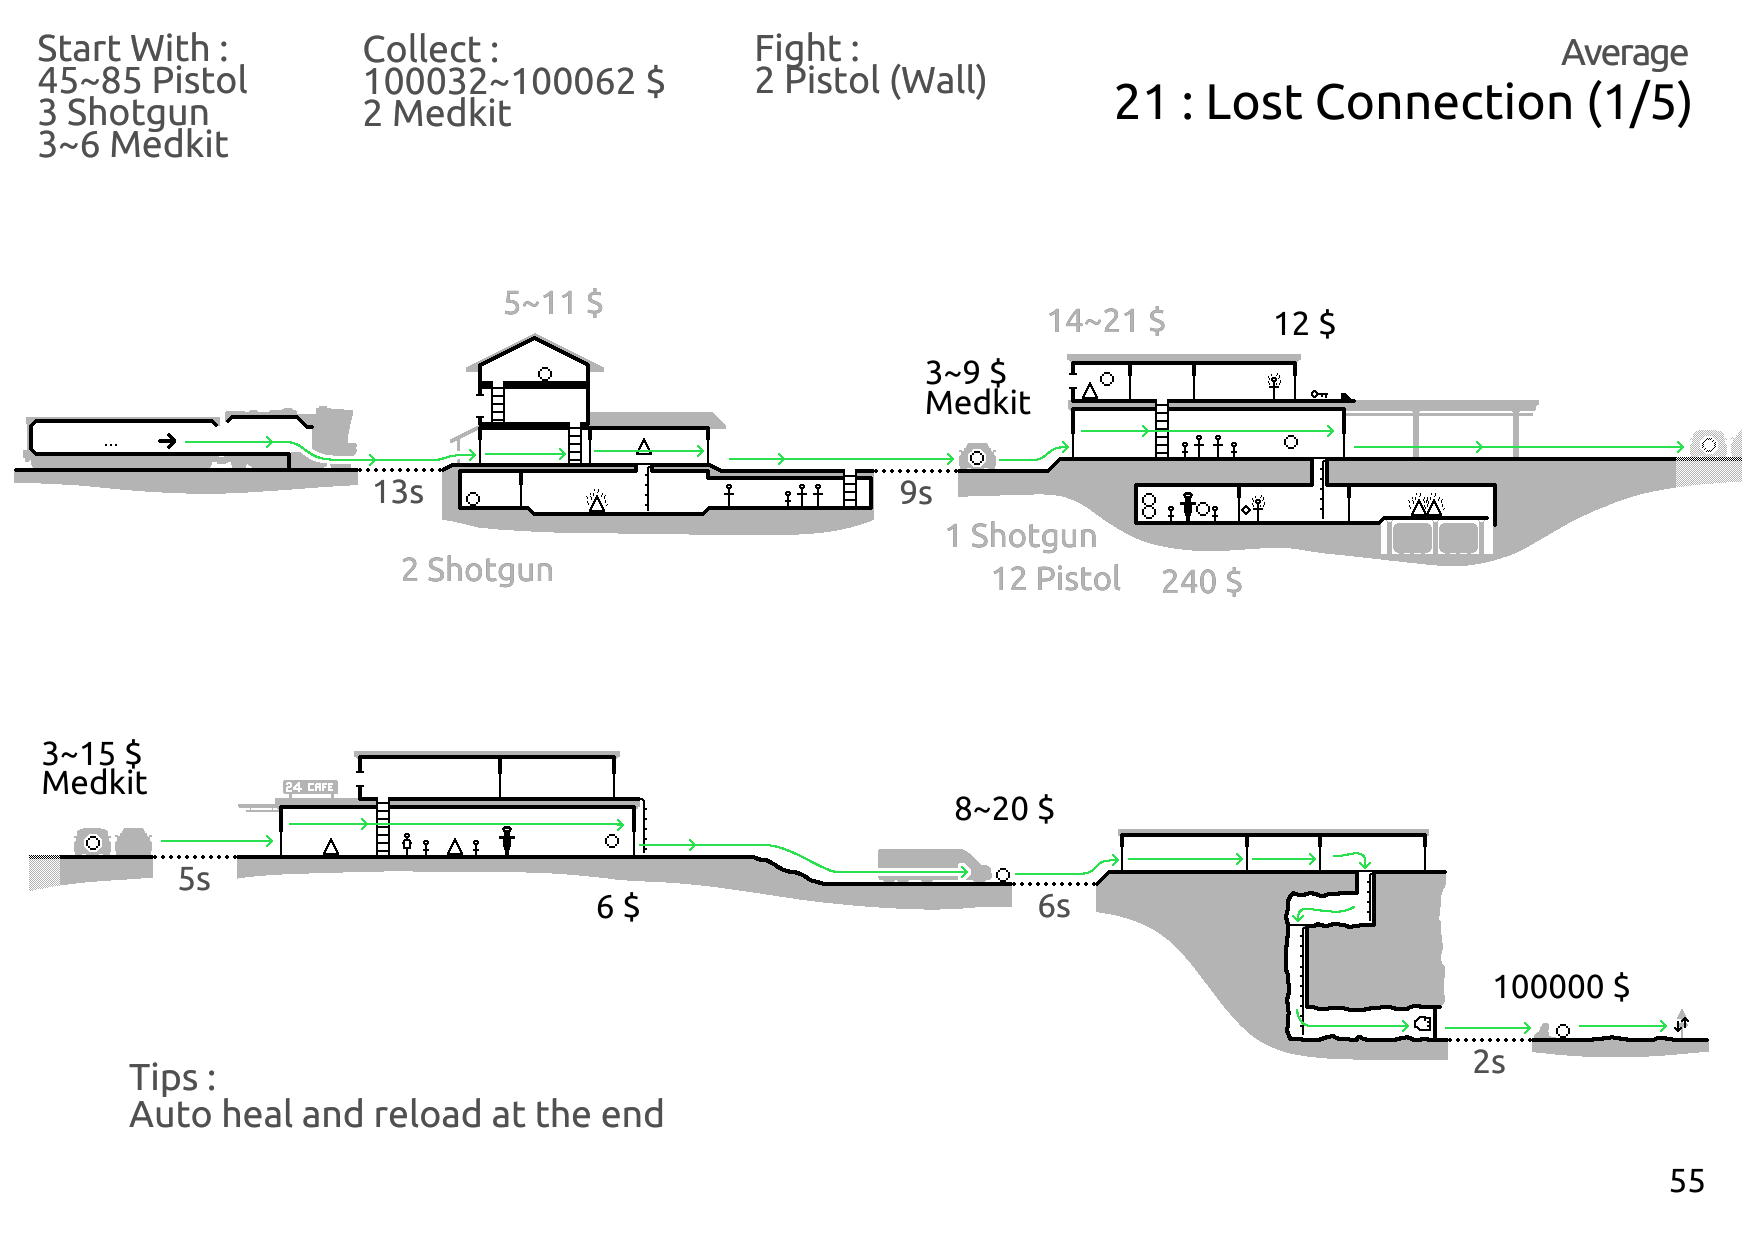 Start With :
45~85 Pistol
3 Shotgun
3~6 Medkit
Collect :
100032~100062 $
2 Medkit
Fight :
2 Pistol (Wall)
Average
21 : Lost Connection (1/5)
5~11 $
14~21 $
12 $
3~9 $
Medkit
...
13s
9s
2 Shotgun
1 Shotgun
12 Pistol
240 $
3~15 $
Medkit
24 CAFE
8~20 $
5s
6 $
6s
100000 $
2s
Tips :
Auto heal and reload at the end
55